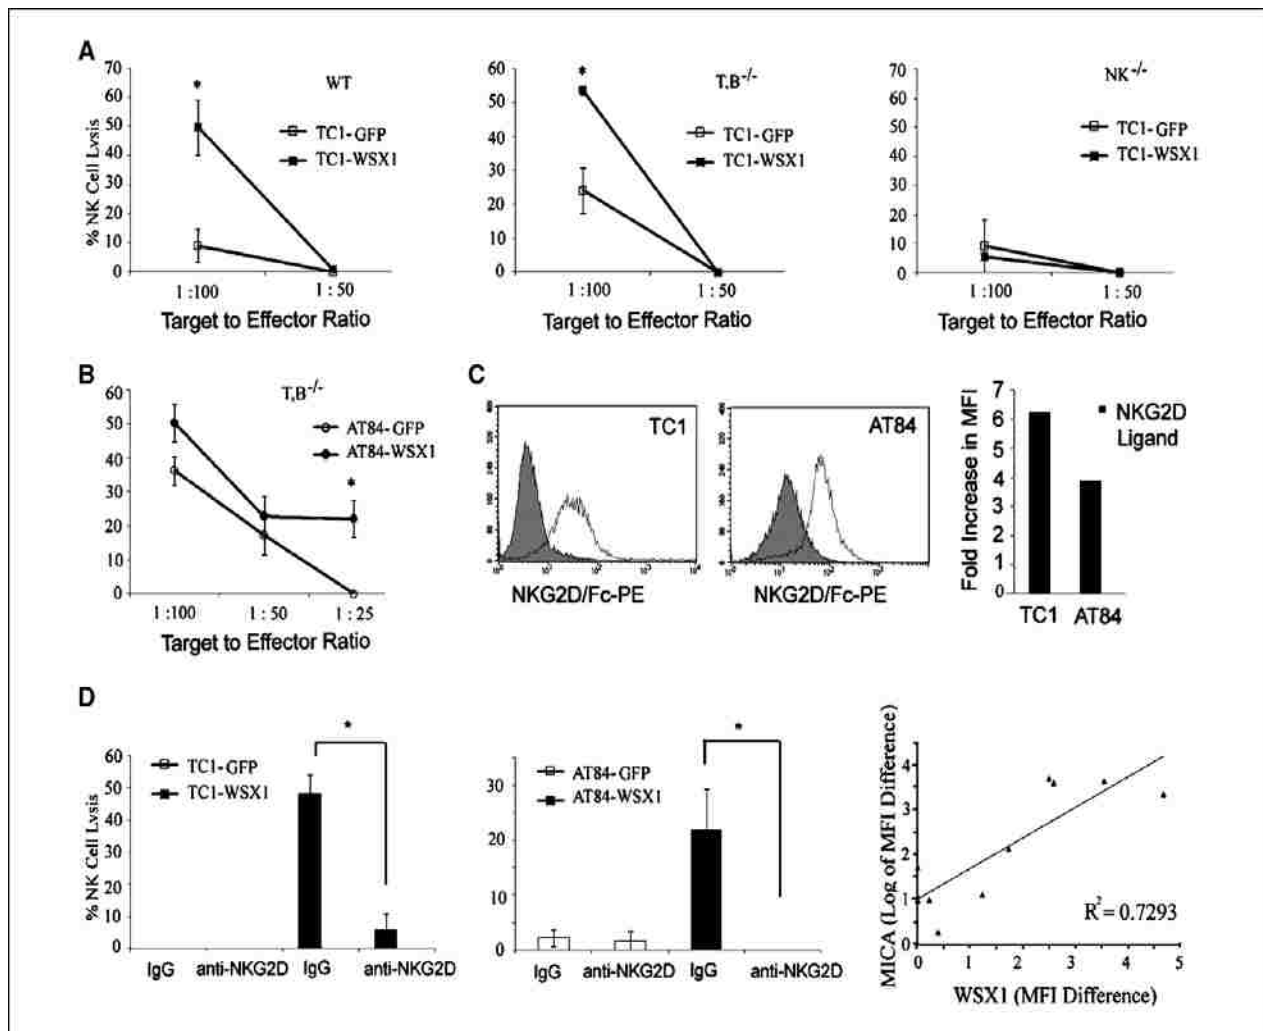 A
WT
T,B-/-
NK-/-
% NK Cell Lysis
70
60
50
40
30
20
10
0
*
TC1-GFP
TC1-WSX1
1 :100
1 : 50
Target to Effector Ratio
60
50
40
30
20
10
0
*
TC1-GFP
TC1-WSX1
1 :100
1 : 50
Target to Effector Ratio
70
60
50
40
30
20
10
0
TC1-GFP
TC1-WSX1
1 :100
1 : 50
Target to Effector Ratio
B
T,B-/-
60
50
40
30
20
10
0
AT84-GFP
AT84-WSX1
*
1 :100
1 : 50
1 : 25
Target to Effector Ratio
C
TC1
NKG2D/Fc-PE
AT84
NKG2D/Fc-PE
Fold Increase in MFI
7
6
5
4
3
2
1
0
NKG2D
Ligand
TC1
AT84
D
% NK Cell Lysis
60
50
40
30
20
10
0
TC1-GFP
TC1-WSX1
*
IgG
anti-NKG2D
IgG
anti-NKG2D
30
20
10
0
AT84-GFP
AT84-WSX1
*
IgG
anti-NKG2D
IgG
anti-NKG2D
MICA (Log of MFI Difference)
4
3
2
1
0
R2 = 0.7293
0
1
2
3
4
5
WSX1 (MFI Difference)